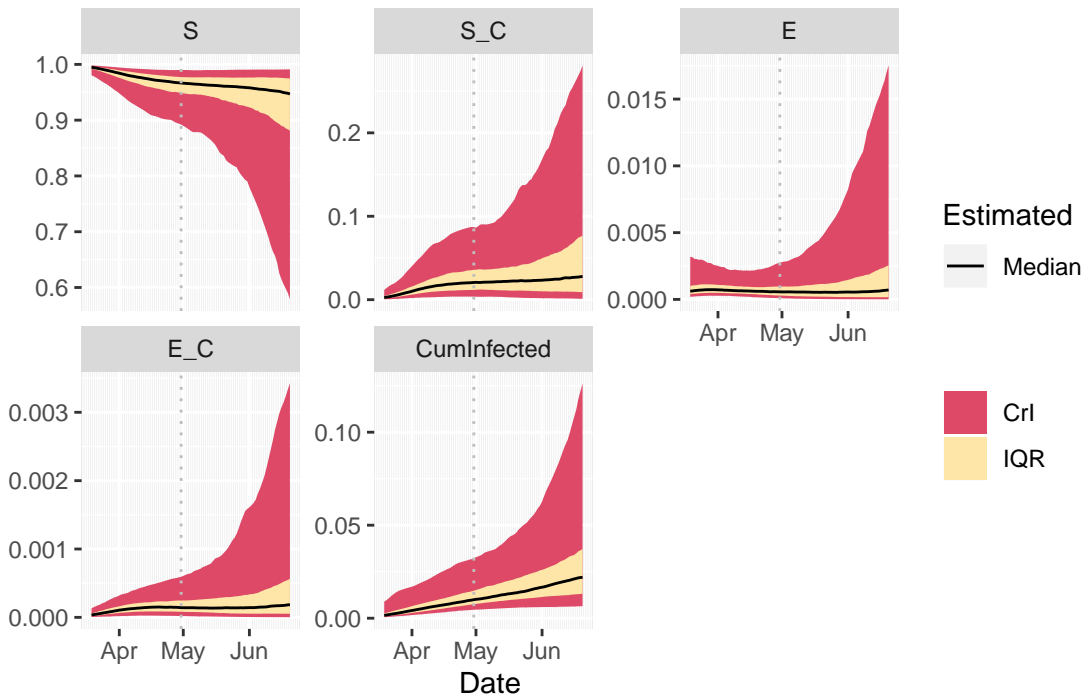 S
S_C
E
1.0
0.9
0.8
0.7
0.6
0.2
0.1
0.0
0.015
0.010
0.005
0.000
Apr May Jun
E_C
CumInfected
0.003
0.002
0.001
0.000
Apr May Jun
0.10
0.05
0.00
Apr May Jun
Date
Estimated
Median
CrI
IQR